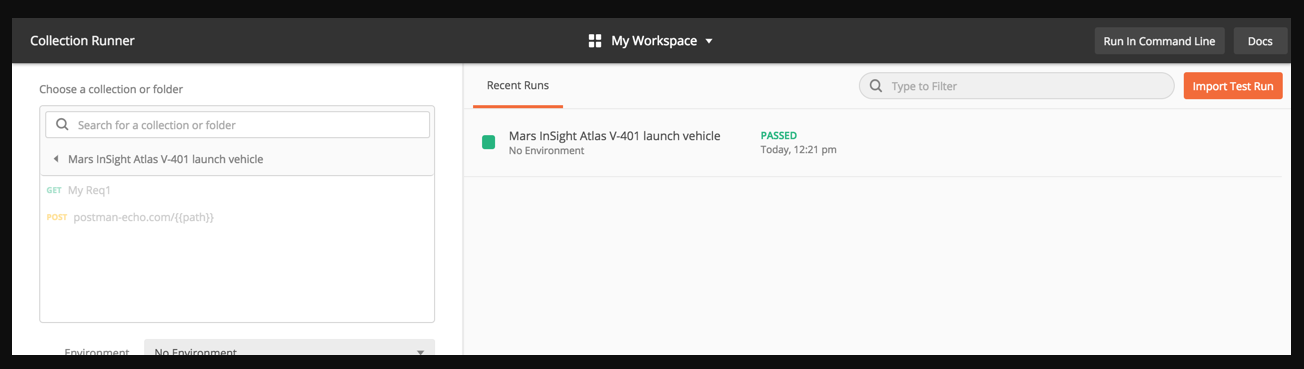 Collection Runner
My Workspace
Run In Command Line
Docs
Choose a collection or folder
Search for a collection or folder
Mars InSight Atlas V-401 launch vehicle
GET My Req1
POST postman-echo.com/{{path}}
Environment No Environment
Recent Runs
Type to Filter
Import Test Run
Mars InSight Atlas V-401 launch vehicle
No Environment
PASSED
Today, 12:21 pm